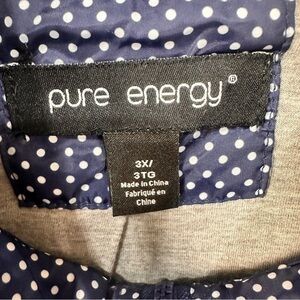 pure energy®
3X/
3TG
Made in China
Fabriqué en
Chine